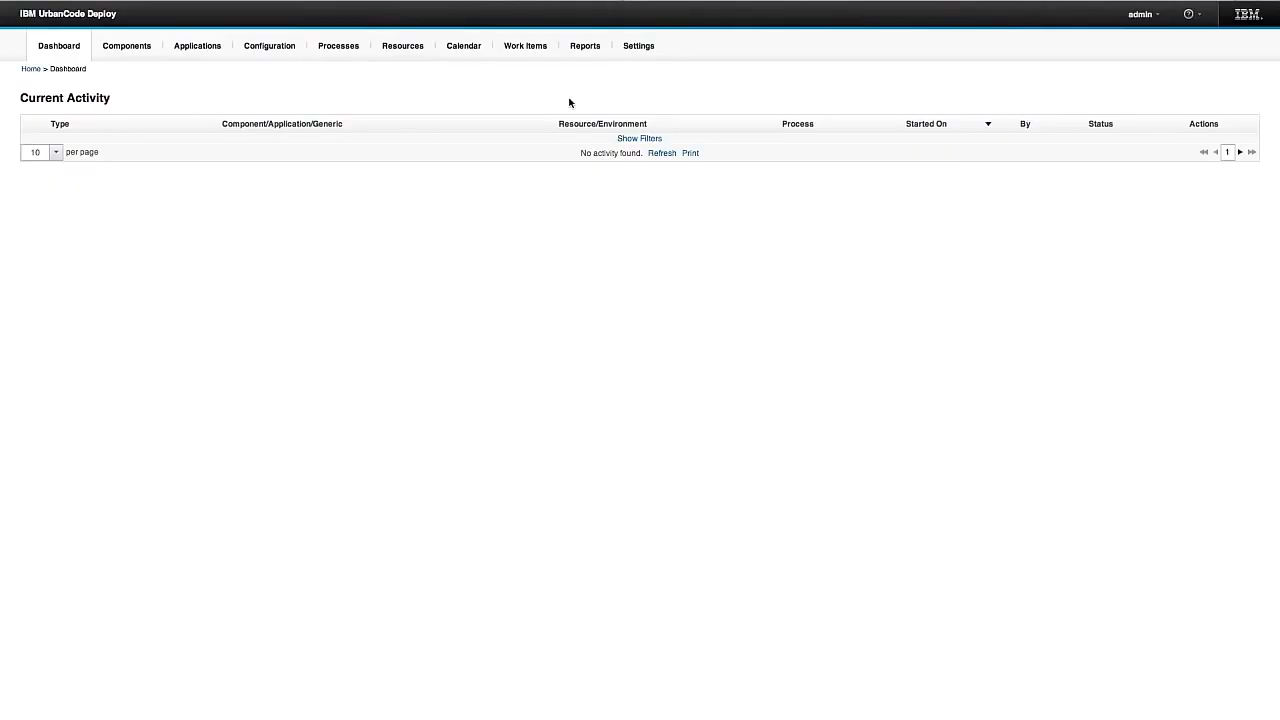 IBM UrbanCode Deploy admin IBM.
Dashboard Components Applications Configuration Processes Resources Calendar Work Items Reports Settings
Home > Dashboard
Current Activity
Type Component/Application/Generic Resource/Environment Process Started On By Status Actions
Show Filters
10 per page No activity found. Refresh Print 1